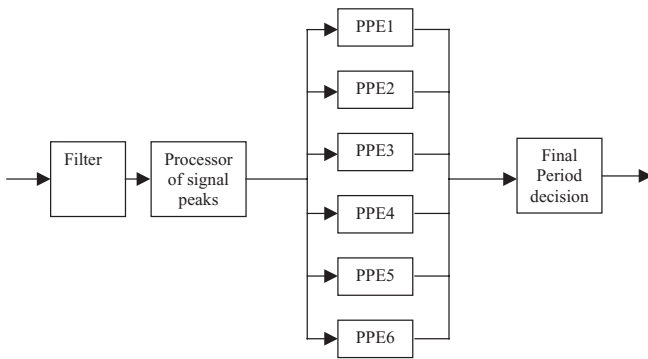 Filter
Processor
of signal
peaks
PPE1
PPE2
PPE3
PPE4
PPE5
PPE6
Final
Period
decision